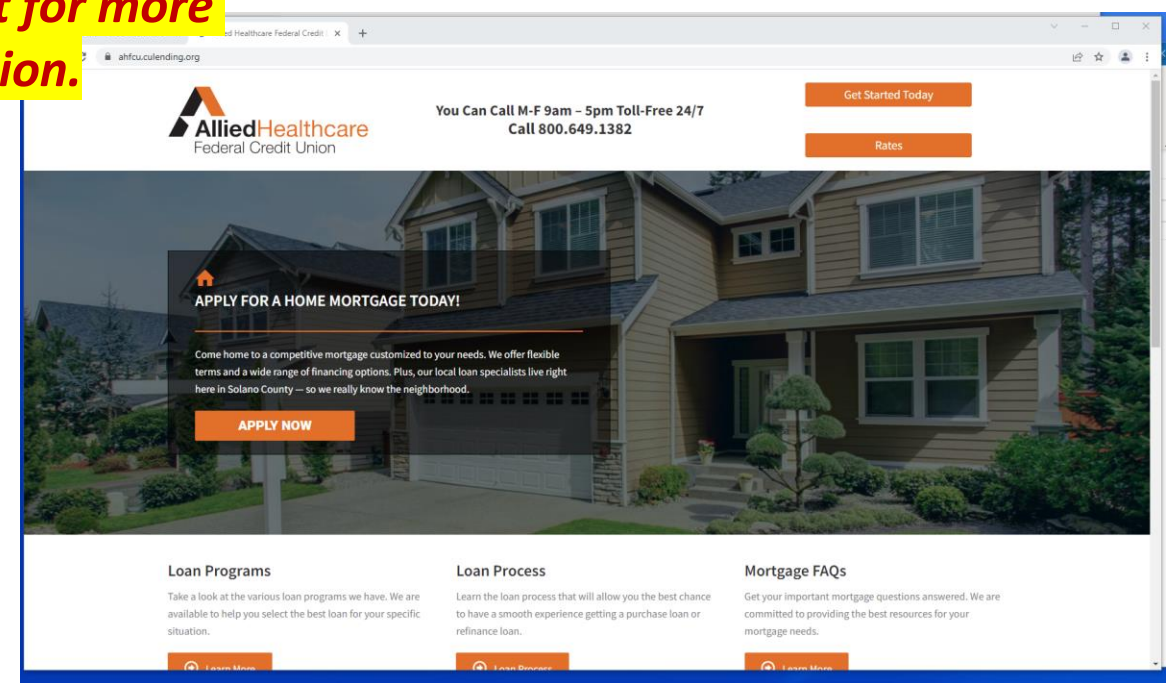 for more
ion.
Healthcare Federal Credit
ahfcu.culending.org
AlliedHealthcare
Federal Credit Union
You Can Call M-F 9am – 5pm Toll-Free 24/7
Call 800.649.1382
Get Started Today
Rates
APPLY FOR A HOME MORTGAGE TODAY!
Come home to a competitive mortgage customized to your needs. We offer flexible
terms and a wide range of financing options. Plus, our local loan specialists live right
here in Solano County — so we really know the neighborhood.
APPLY NOW
Loan Programs
Take a look at the various loan programs we have. We are
available to help you select the best loan for your specific
situation.
Learn More
Loan Process
Learn the loan process that will allow you the best chance
to have a smooth experience getting a purchase loan or
refinance loan.
Loan Process
Mortgage FAQs
Get your important mortgage questions answered. We are
committed to providing the best resources for your
mortgage needs.
Learn More